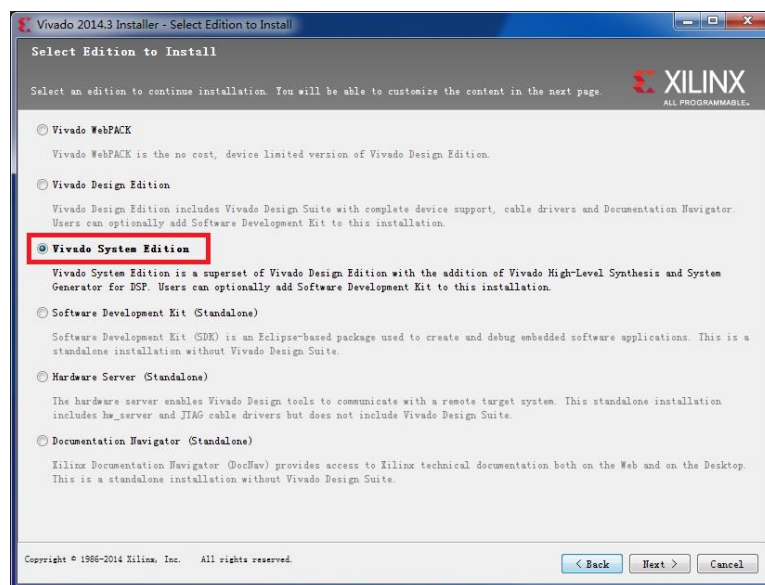 Vivado 2014.3 Installer - Select Edition to Install
Select Edition to Install
Select an edition to continue installation. You will be able to customize the content in the next page.
XILINX
ALL PROGRAMMABLE.
Vivado WebPACK
Vivado WebPACK is the no cost, device limited version of Vivado Design Edition.
Vivado Design Edition
Vivado Design Edition includes Vivado Design Suite with complete device support, cable drivers and Documentation Navigator.
Users can optionally add Software Development Kit to this installation.
Vivado System Edition
Vivado System Edition is a superset of Vivado Design Edition with the addition of Vivado High-Level Synthesis and System
Generator for DSP. Users can optionally add Software Development Kit to this installation.
Software Development Kit (Standalone)
Software Development Kit (SDK) is an Eclipse-based package used to create and debug embedded software applications. This is a
standalone installation without Vivado Design Suite.
Hardware Server (Standalone)
The hardware server enables Vivado Design tools to communicate with a remote target system. This standalone installation
includes hw_server and JTAG cable drivers but does not include Vivado Design Suite.
Documentation Navigator (Standalone)
Xilinx Documentation Navigator (DocNav) provides access to Xilinx technical documentation both on the Web and on the Desktop.
This is a standalone installation without Vivado Design Suite.
Copyright © 1986-2014 Xilinx, Inc. All rights reserved.
< Back Next > Cancel